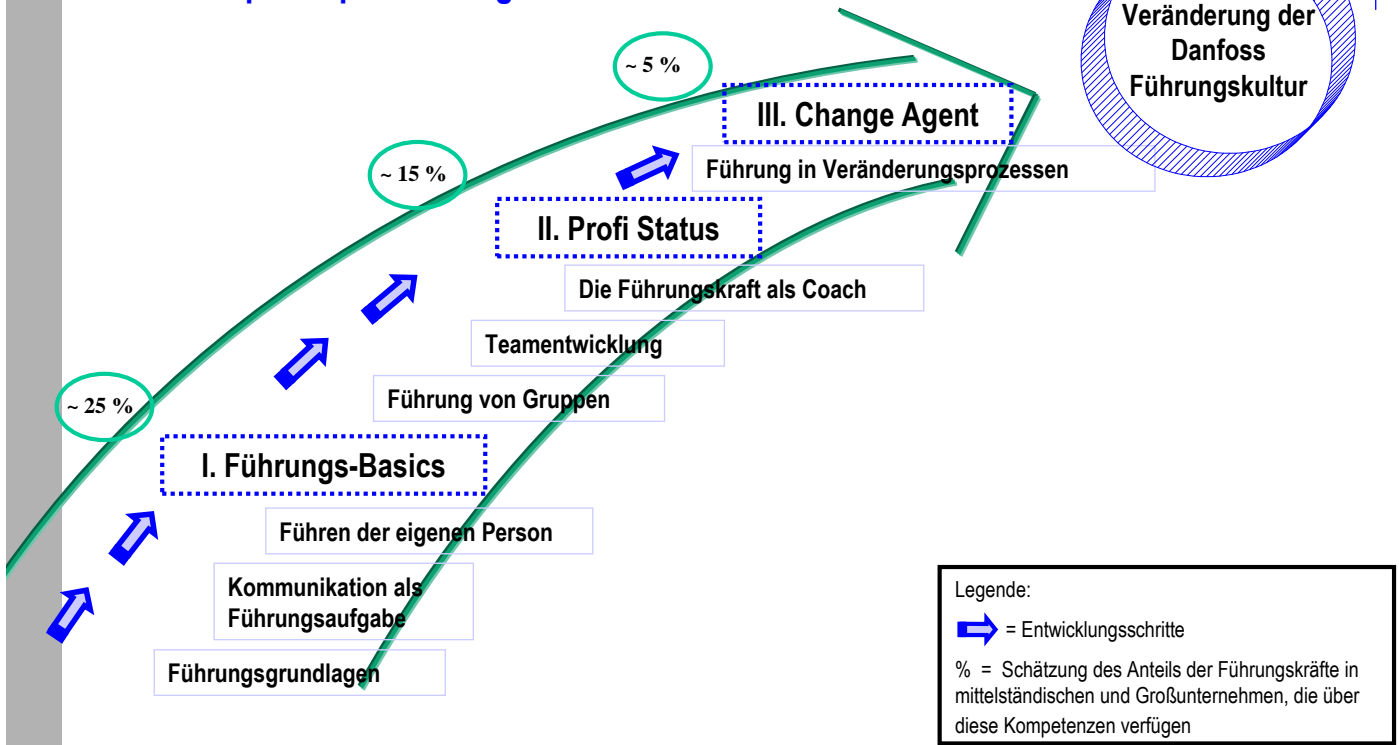 Veränderung der
Danfoss
Führungskultur
~ 5 %
III. Change Agent
Führung in Veränderungsprozessen
~ 15 %
II. Profi Status
Die Führungskraft als Coach
Teamentwicklung
Führung von Gruppen
~ 25 %
I. Führungs-Basics
Führen der eigenen Person
Kommunikation als
Führungsaufgabe
Führungsgrundlagen
Legende:
= Entwicklungsschritte
% = Schätzung des Anteils der Führungskräfte in
mittelständischen und Großunternehmen, die über
diese Kompetenzen verfügen